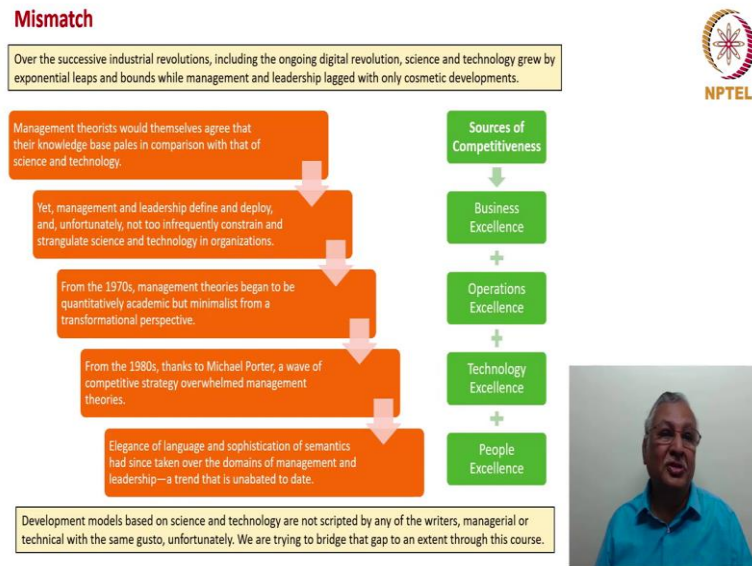 Mismatch
NPTEL
Over the successive industrial revolutions, including the ongoing digital revolution, science and technology grew by
exponential leaps and bounds while management and leadership lagged with only cosmetic developments.
Management theorists would themselves agree that
their knowledge base pales in comparison with that of
science and technology.
Yet, management and leadership define and deploy,
and, unfortunately, not too infrequently constrain and
strangulate science and technology in organizations.
From the 1970s, management theories began to be
quantitatively academic but minimalist from a
transformational perspective.
From the 1980s, thanks to Michael Porter, a wave of
competitive strategy overwhelmed management
theories.
Elegance of language and sophistication of semantics
had since taken over the domains of management and
leadership—a trend that is unabated to date.
Sources of
Competitiveness
Business
Excellence
+
Operations
Excellence
+
Technology
Excellence
+
People
Excellence
Development models based on science and technology are not scripted by any of the writers, managerial or
technical with the same gusto, unfortunately. We are trying to bridge that gap to an extent through this course.